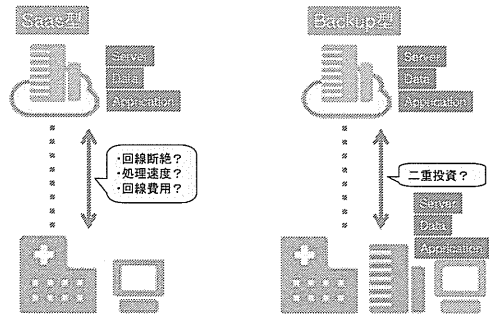 SaaS型
Server
Data
Application
・回線断絶？
・処理速度？
・回線費用？
Backup型
Server
Data
Application
二重投資？
Server
Data
Application